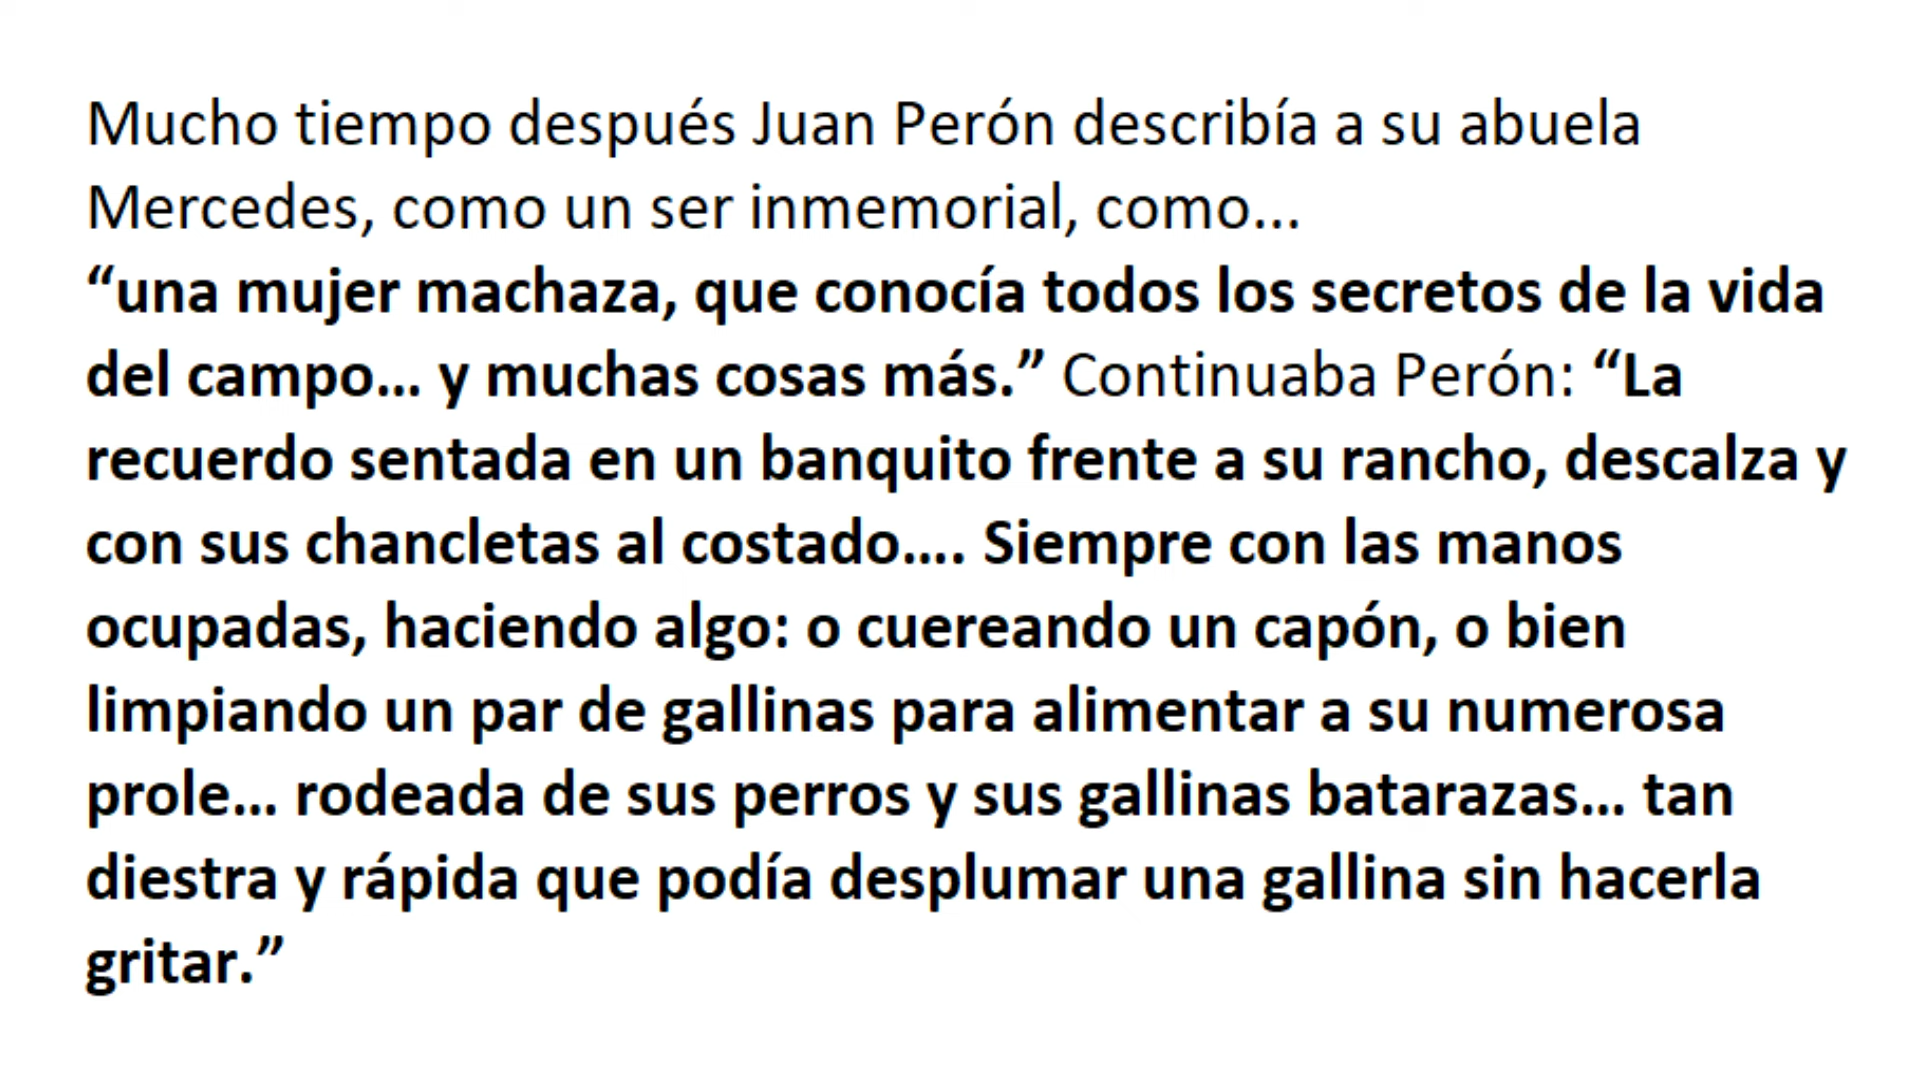 Mucho tiempo después Juan Perón describía a su abuela
Mercedes, como un ser inmemorial, como...
“una mujer machaza, que conocía todos los secretos de la vida
del campo... y muchas cosas más.” Continuaba Perón: “La
recuerdo sentada en un banquito frente a su rancho, descalza y
con sus chancletas al costado.... Siempre con las manos
ocupadas, haciendo algo: o cuereando un capón, o bien
limpiando un par de gallinas para alimentar a su numerosa
prole... rodeada de sus perros y sus gallinas batarazas... tan
diestra y rápida que podía desplumar una gallina sin hacerla
gritar.”